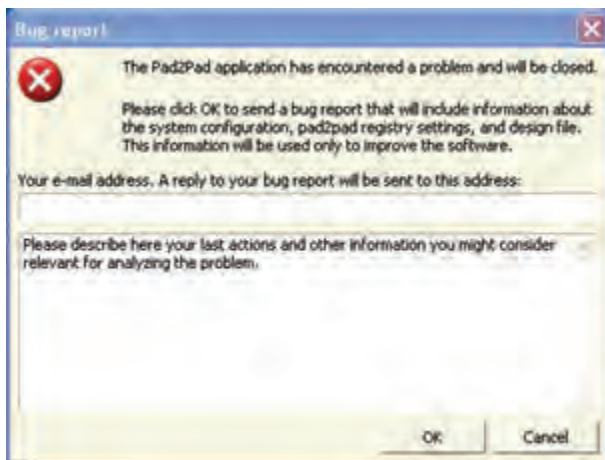 Bug report
The Pad2Pad application has encountered a problem and will be closed.
Please click OK to send a bug report that will include information about
the system configuration, pad2pad registry settings, and design file.
This information will be used only to improve the software.
Your e-mail address. A reply to your bug report will be sent to this address:
Please describe here your last actions and other information you might consider
relevant for analyzing the problem.
OK
Cancel